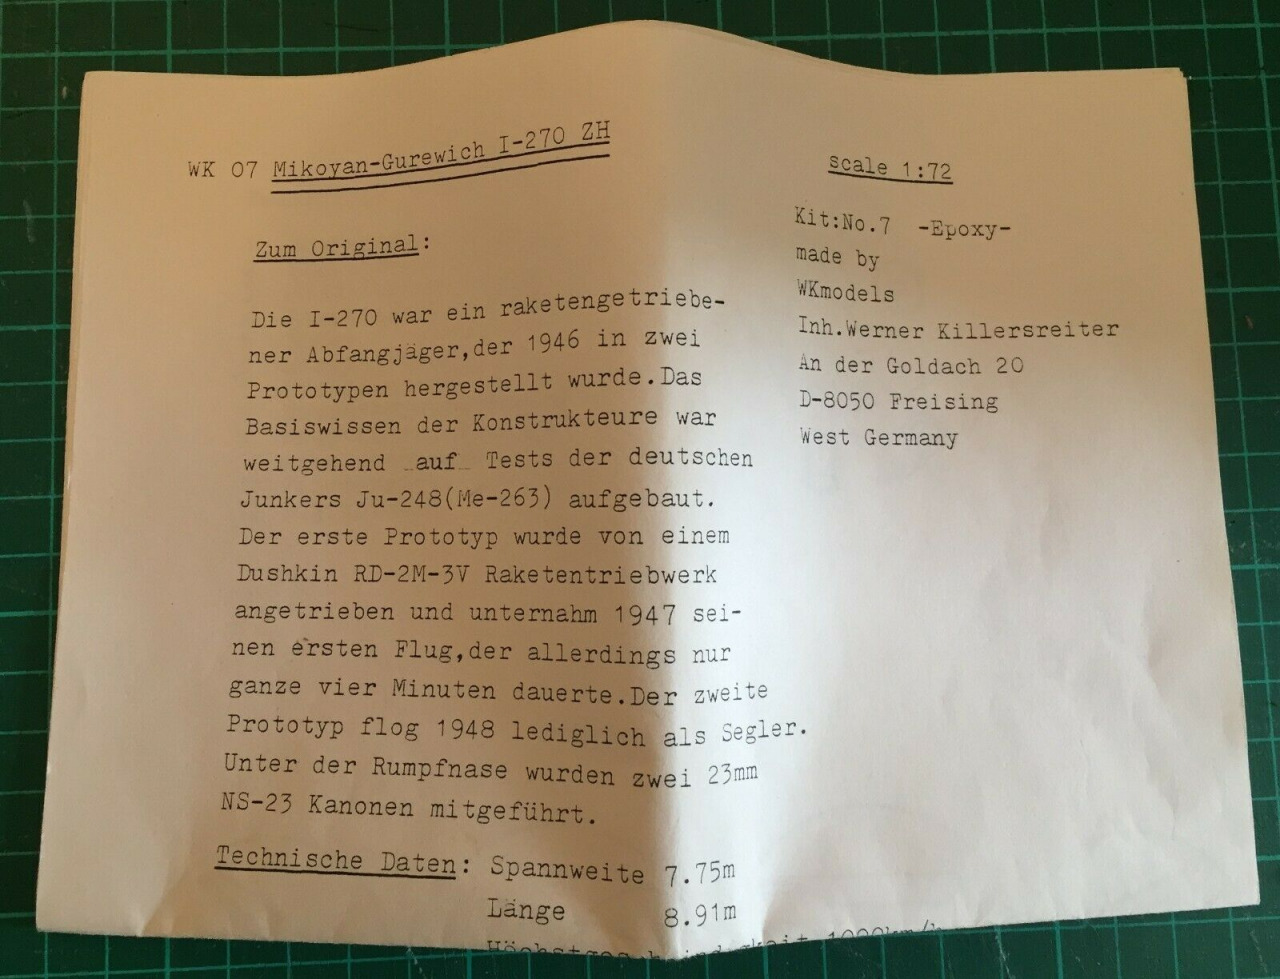 WK 07 Mikoyan-Gurewich I-270 ZH
scale 1:72
Kit:No.7 -Epoxy-
made by
WKmodels
Inh.Werner Killersreiter
An der Goldach 20
D-8050 Freising
West Germany
Zum Original:
Die I-270 war ein raketengetriebe-
ner Abfangjäger,der 1946 in zwei
Prototypen hergestellt wurde.Das
Basiswissen der Konstrukteure war
weitgehend auf Tests der deutschen
Junkers Ju-248(Me-263) aufgebaut.
Der erste Prototyp wurde von einem
Dushkin RD-2M-3V Raketentriebwerk
angetrieben und unternahm 1947 sei-
nen ersten Flug,der allerdings nur
ganze vier Minuten dauerte.Der zweite
Prototyp flog 1948 lediglich als Segler.
Unter der Rumpfnase wurden zwei 23mm
NS-23 Kanonen mitgeführt.
Technische Daten: Spannweite 7.75m
Länge 8.91m